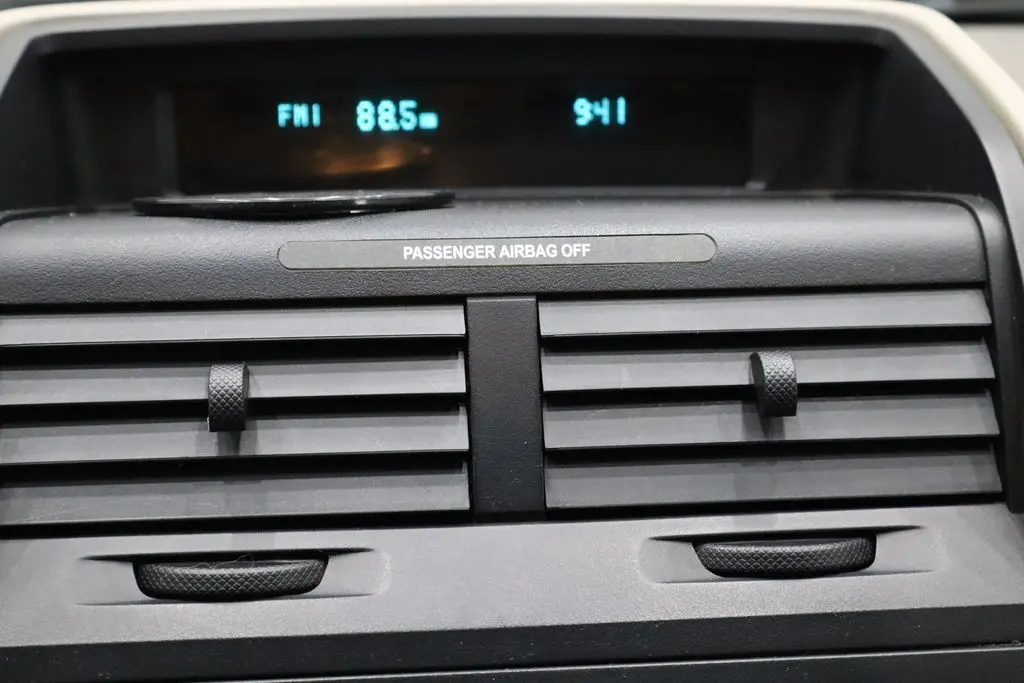 FM1 88.5 9:41
PASSENGER AIRBAG OFF